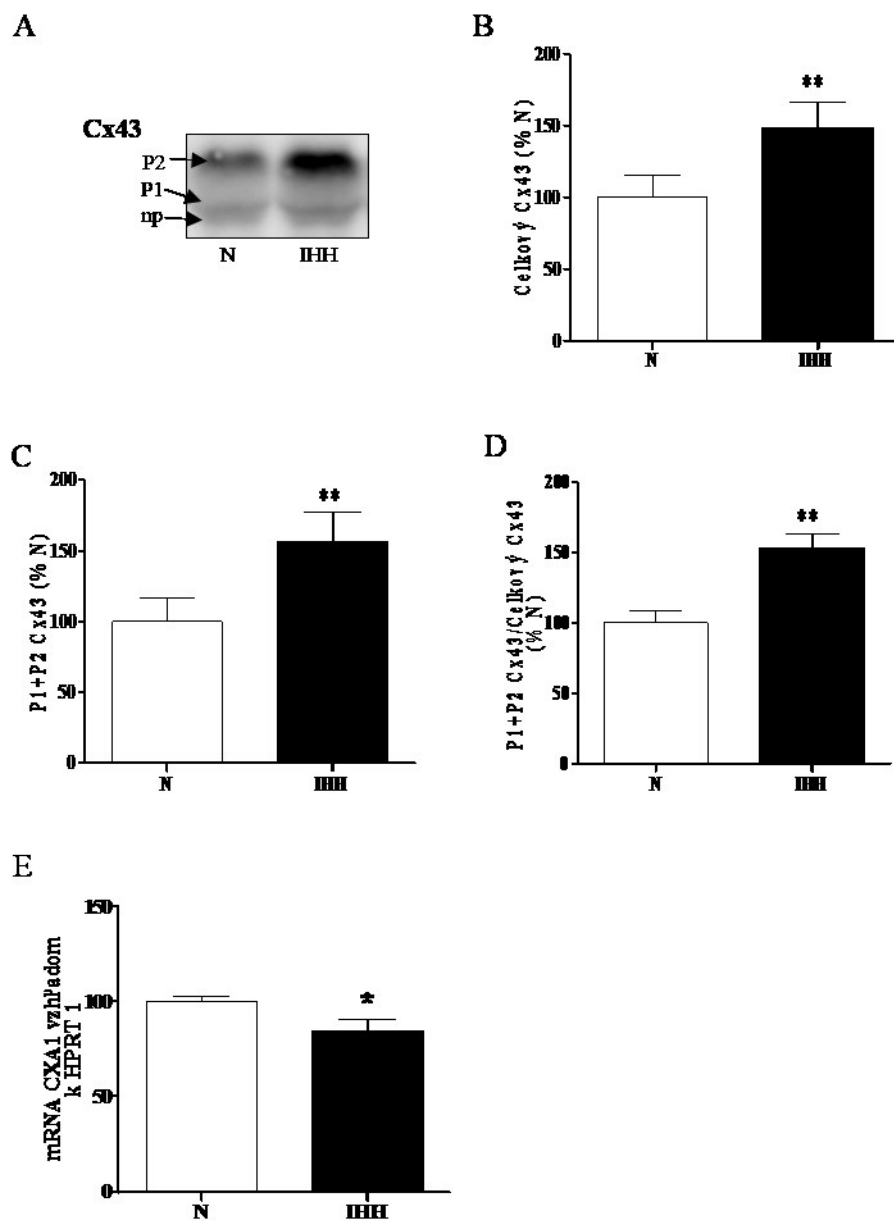 A
Cx43
P2
P1
np
N IHH
B
Celkový Cx43 (% N)
200
150
100
50
0
**
N IHH
C
P1+P2 Cx43 (% N)
200
150
100
50
0
**
N IHH
D
P1+P2 Cx43/Celkový Cx43
(% N)
200
150
100
50
0
**
N IHH
E
mRNA CXA1 vzhľadom
k HPRT 1
150
100
50
0
*
N IHH